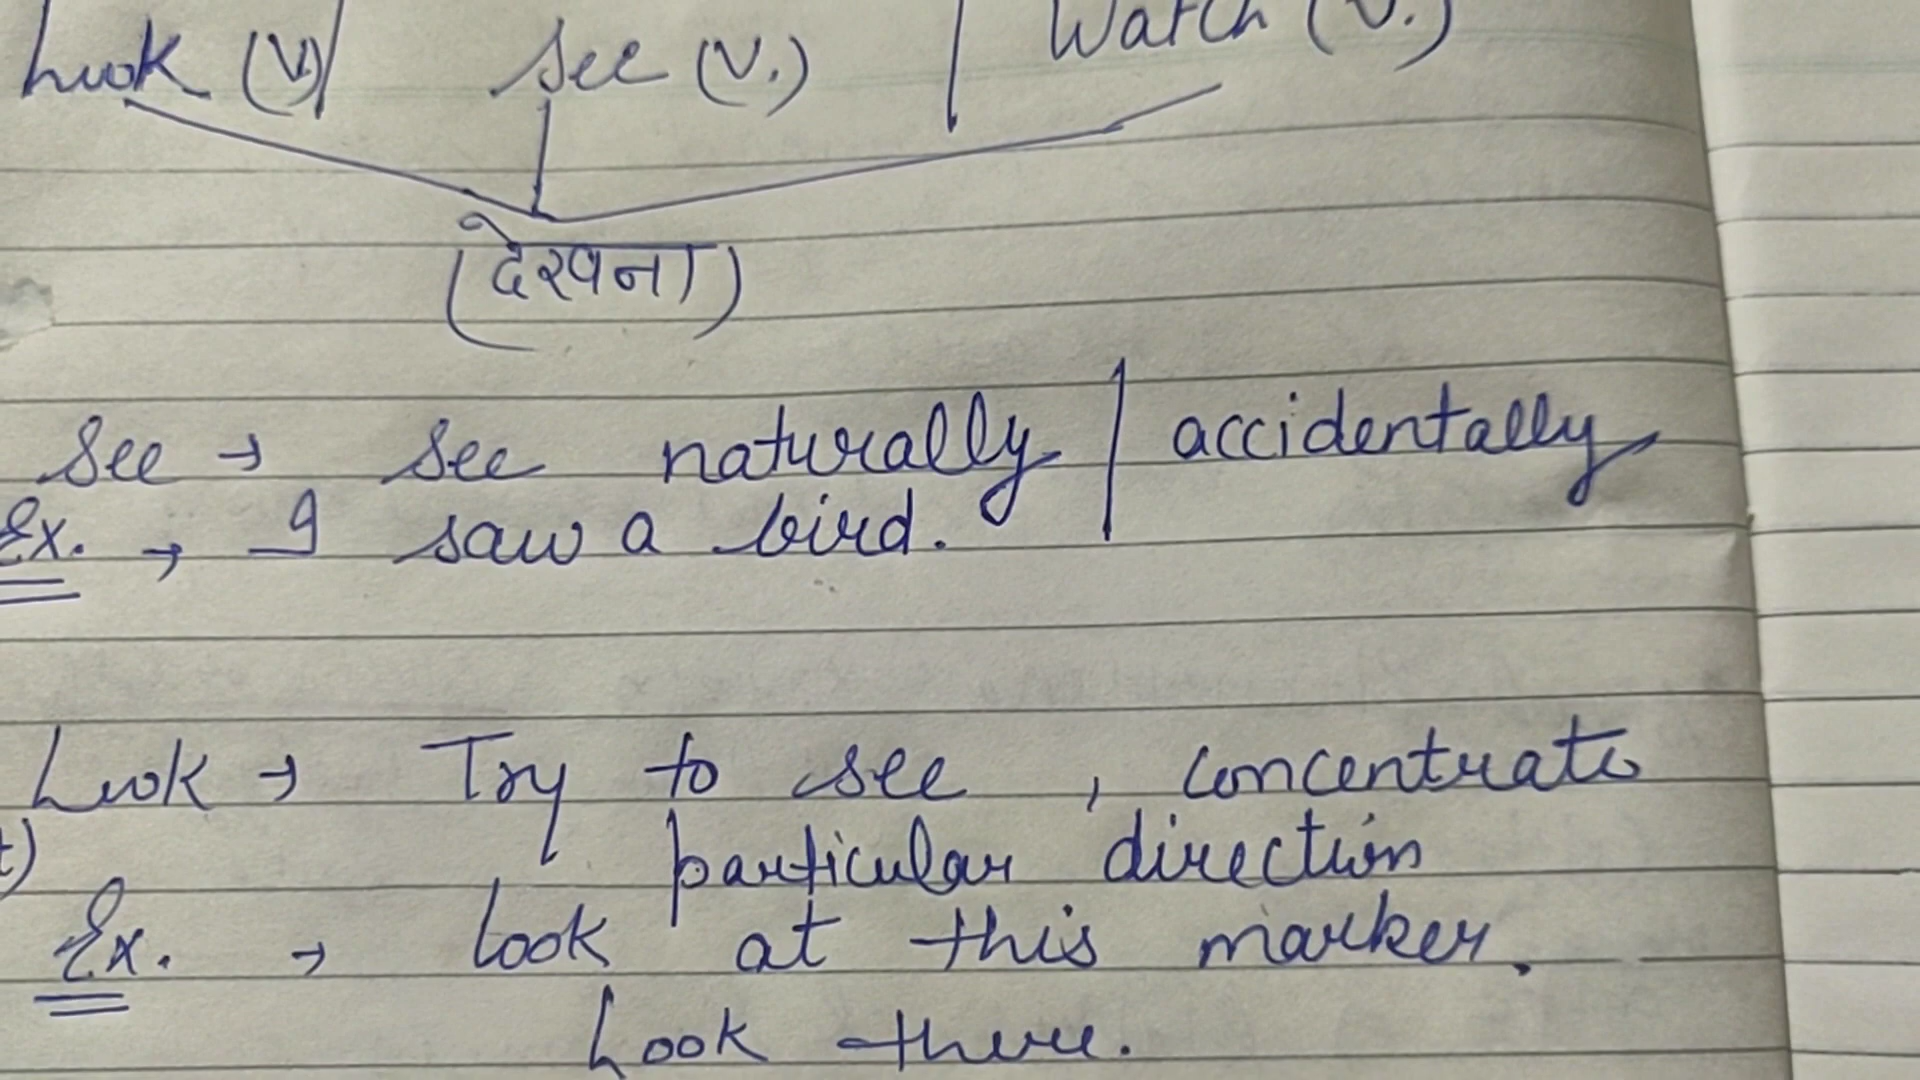 Look (V) | see (V.) | Watch (V.)
(देखना)
See → see naturally | accidentally
Ex. → I saw a bird.
Look → Try to see, concentrate
t) particular direction
Ex. → Look at this marker.
Look there.